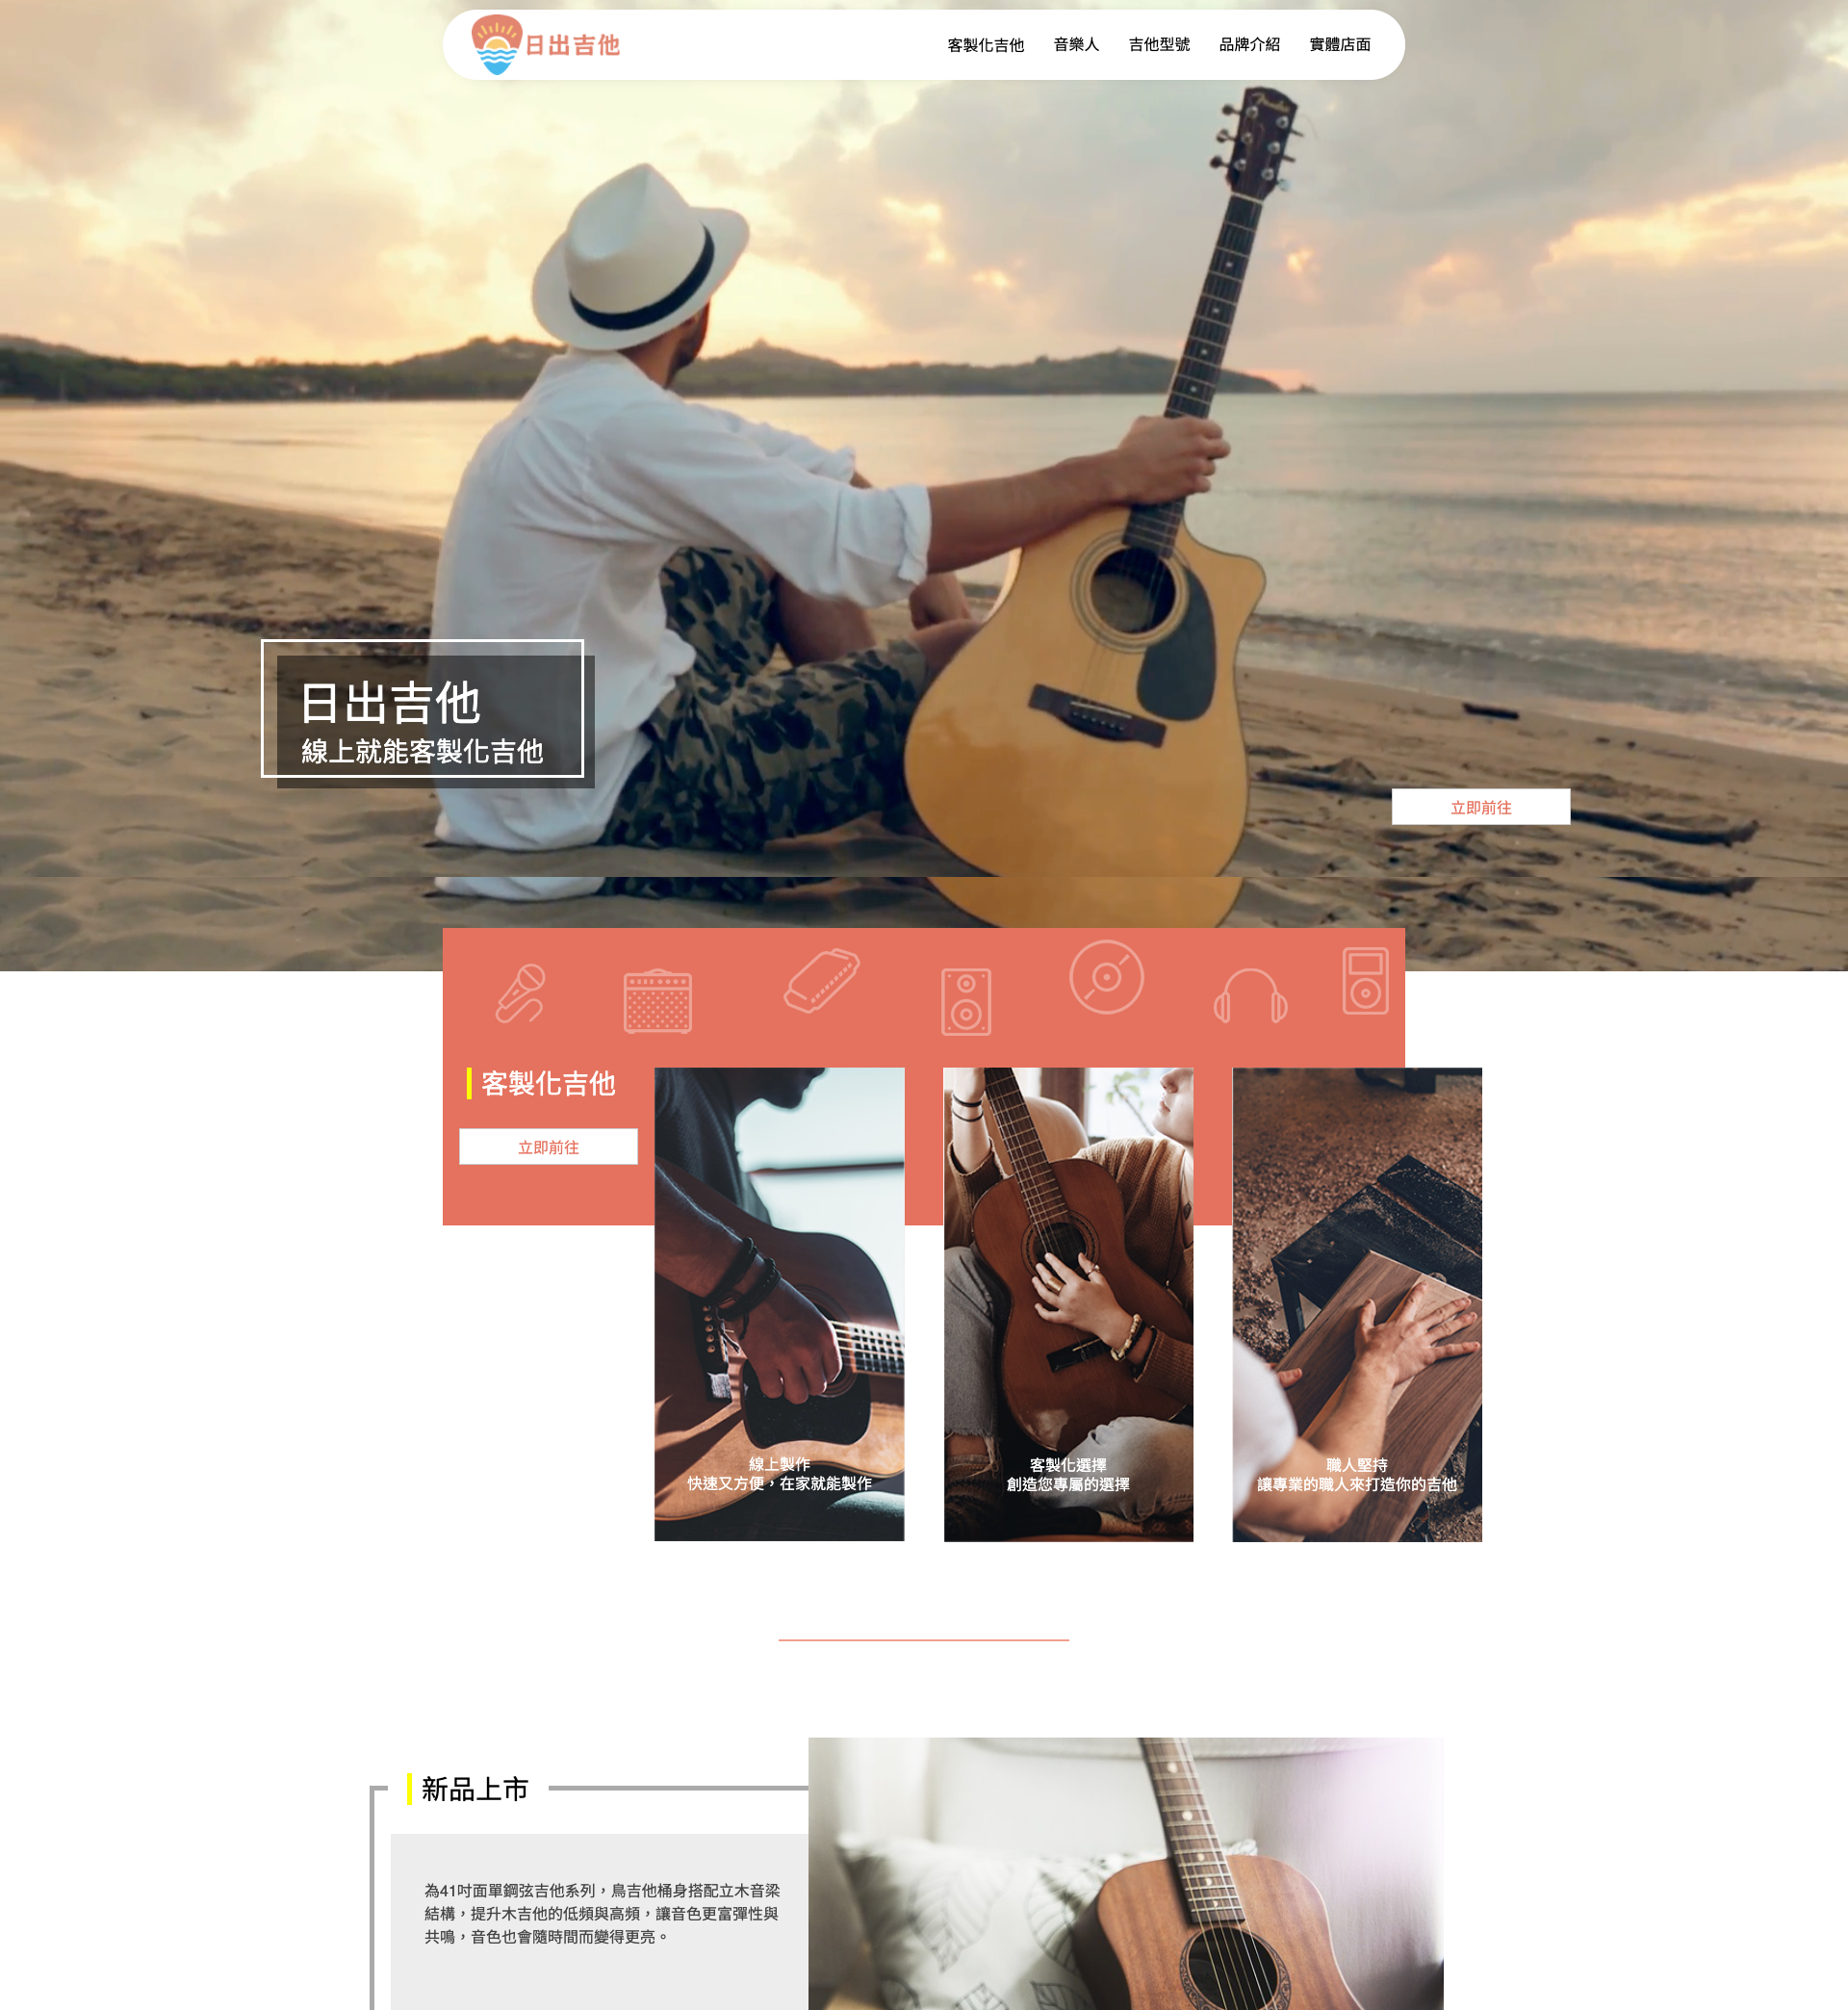 日出吉他
客製化吉他
音樂人
吉他型號
品牌介紹
實體店面
Fender
日出吉他
線上就能客製化吉他
立即前往
客製化吉他
立即前往
線上製作
快速又方便，在家就能製作
客製化選擇
創造您專屬的選擇
職人堅持
讓專業的職人來打造你的吉他
新品上市
為41吋面單鋼弦吉他系列，鳥吉他桶身搭配立木音梁
結構，提升木吉他的低頻與高頻，讓音色更富彈性與
共鳴，音色也會隨時間而變得更亮。